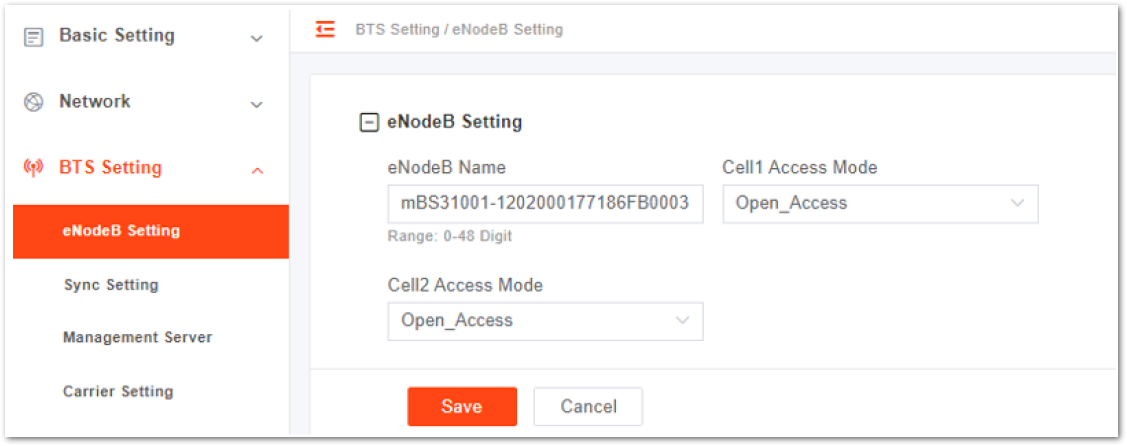 Basic Setting
Network
BTS Setting
eNodeB Setting
Sync Setting
Management Server
Carrier Setting
BTS Setting / eNodeB Setting
eNodeB Setting
eNodeB Name
mBS31001-1202000177186FB0003
Range: 0-48 Digit
Cell1 Access Mode
Open_Access
Cell2 Access Mode
Open_Access
Save
Cancel